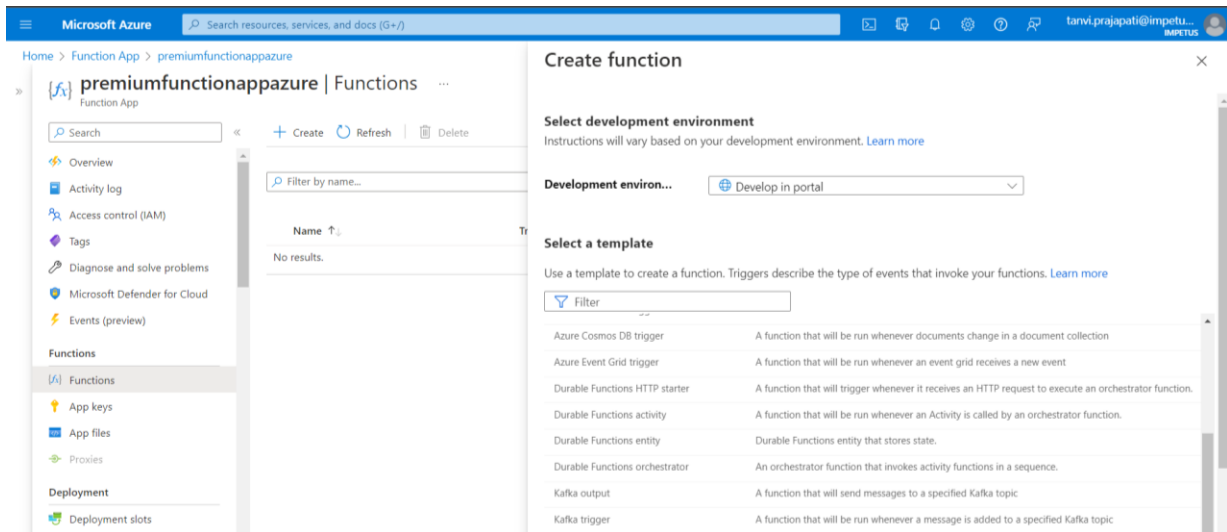 Microsoft Azure
Search resources, services, and docs (G+/)
tanvi.prajapati@impetu...
IMPETUS
Home > Function App > premiumfunctionappazure
premiumfunctionappazure | Functions ...
Function App
Search
Create
Refresh
Delete
Overview
Activity log
Access control (IAM)
Tags
Diagnose and solve problems
Microsoft Defender for Cloud
Events (preview)
Functions
Functions
App keys
App files
Proxies
Deployment
Deployment slots
Filter by name...
Name
Tr
No results.
Create function
Select development environment
Instructions will vary based on your development environment. Learn more
Development environ...
Develop in portal
Select a template
Use a template to create a function. Triggers describe the type of events that invoke your functions. Learn more
Filter
Azure Cosmos DB trigger A function that will be run whenever documents change in a document collection
Azure Event Grid trigger A function that will be run whenever an event grid receives a new event
Durable Functions HTTP starter A function that will trigger whenever it receives an HTTP request to execute an orchestrator function.
Durable Functions activity A function that will be run whenever an Activity is called by an orchestrator function.
Durable Functions entity Durable Functions entity that stores state.
Durable Functions orchestrator An orchestrator function that invokes activity functions in a sequence.
Kafka output A function that will send messages to a specified Kafka topic
Kafka trigger A function that will be run whenever a message is added to a specified Kafka topic